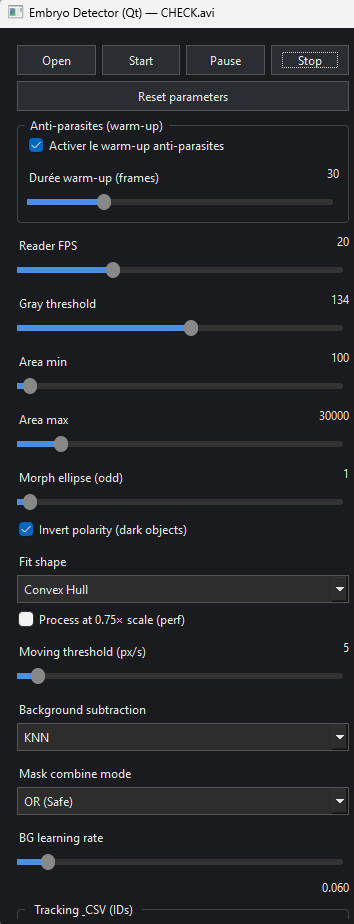 Embryo Detector (Qt) — CHECK.avi
Open Start Pause Stop
Reset parameters
Anti-parasites (warm-up)
Activer le warm-up anti-parasites
Durée warm-up (frames) 30
Reader FPS 20
Gray threshold 134
Area min 100
Area max 30000
Morph ellipse (odd) 1
Invert polarity (dark objects)
Fit shape
Convex Hull
Process at 0.75× scale (perf)
Moving threshold (px/s) 5
Background subtraction
KNN
Mask combine mode
OR (Safe)
BG learning rate
0.060
Tracking_CSV (IDs)